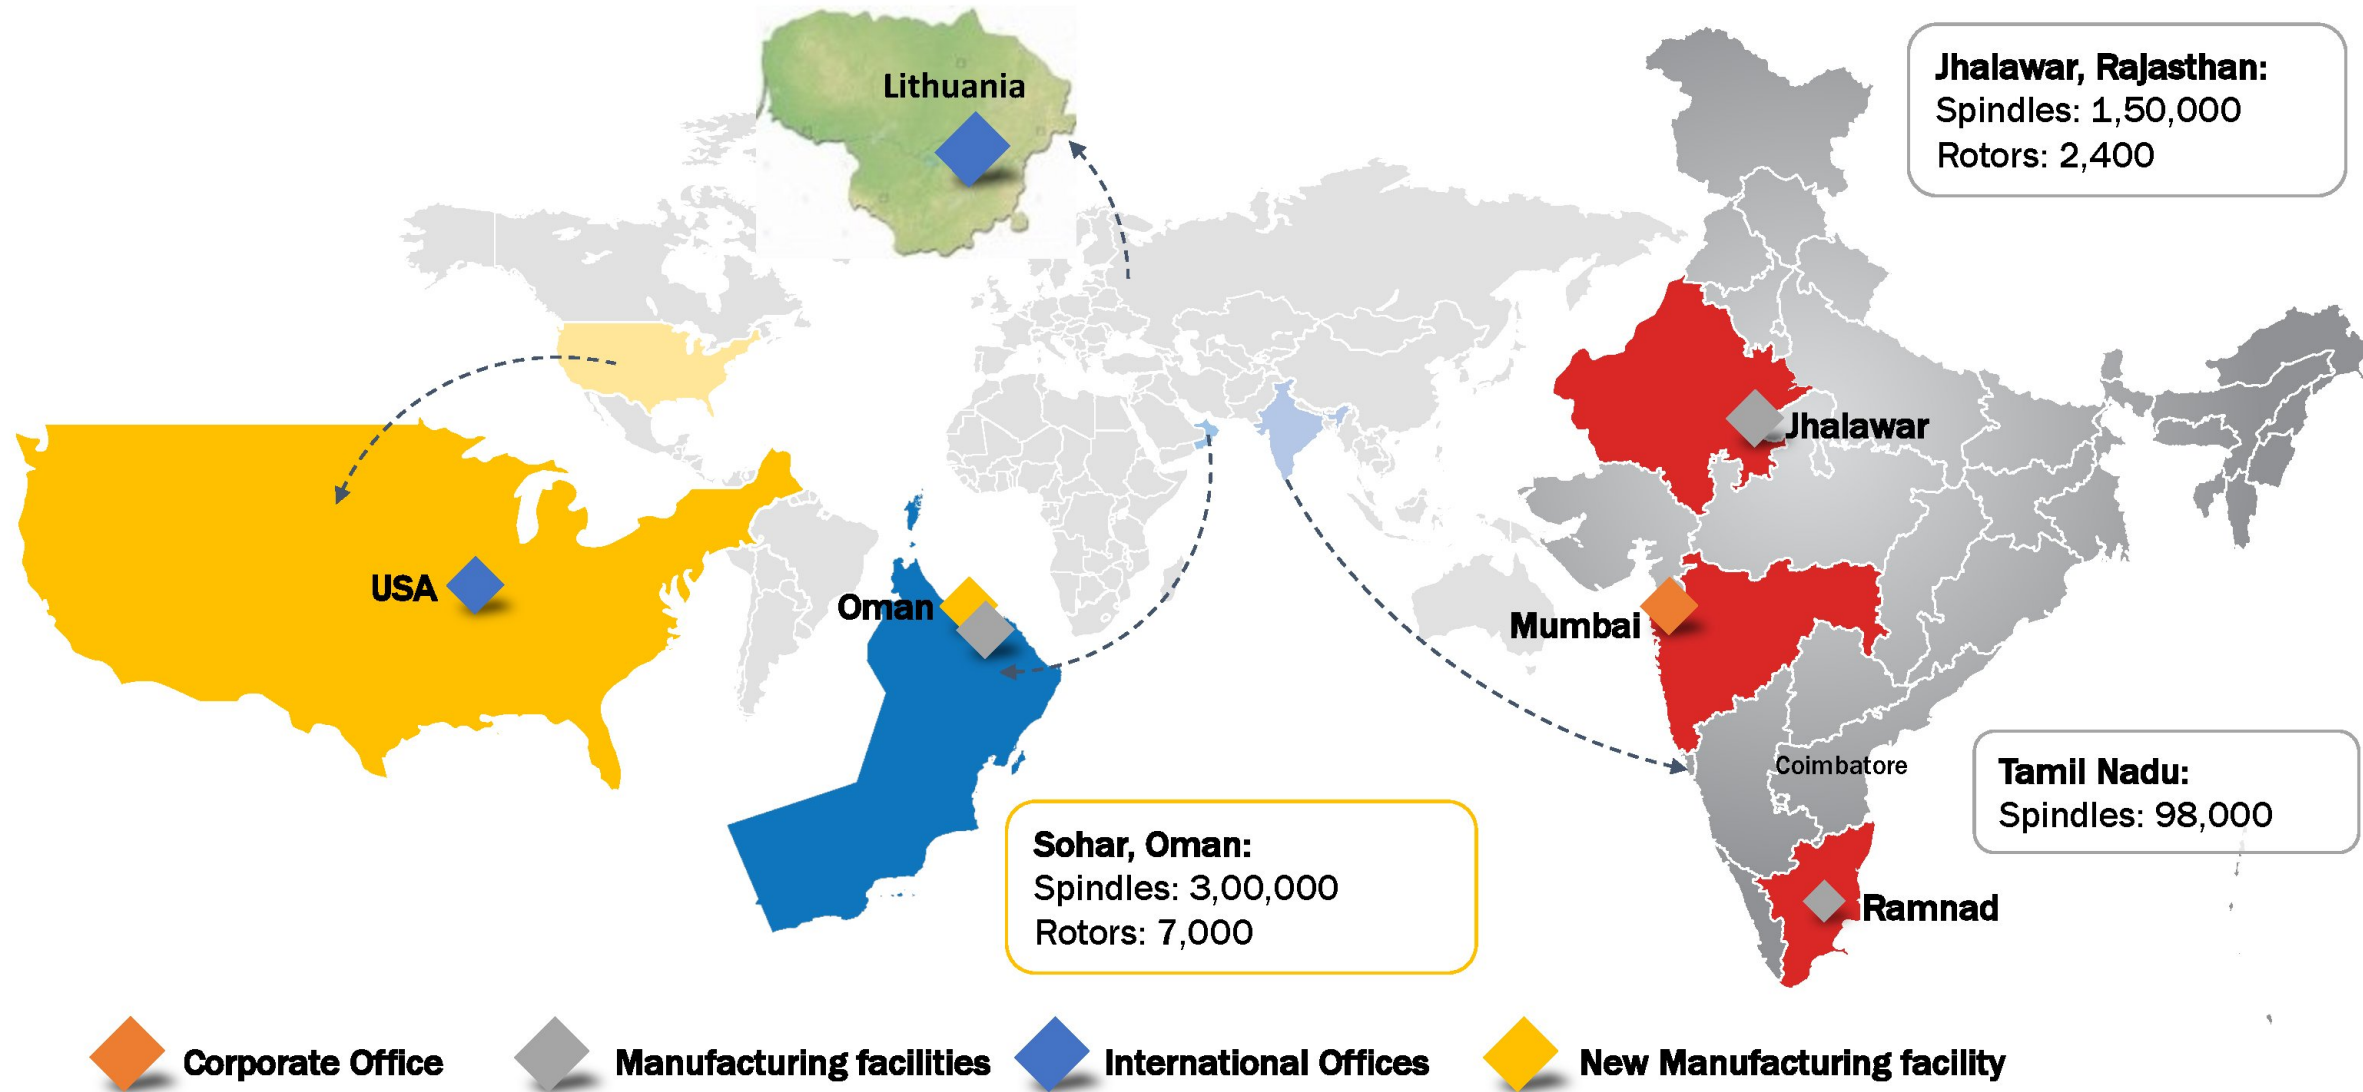 Lithuania
Jhalawar, Rajasthan:
Spindles: 1,50,000
Rotors: 2,400
Jhalawar
USA
Oman
Mumbai
Coimbatore
Tamil Nadu:
Spindles: 98,000
Sohar, Oman:
Spindles: 3,00,000
Rotors: 7,000
Ramnad
Corporate Office
Manufacturing facilities
International Offices
New Manufacturing facility